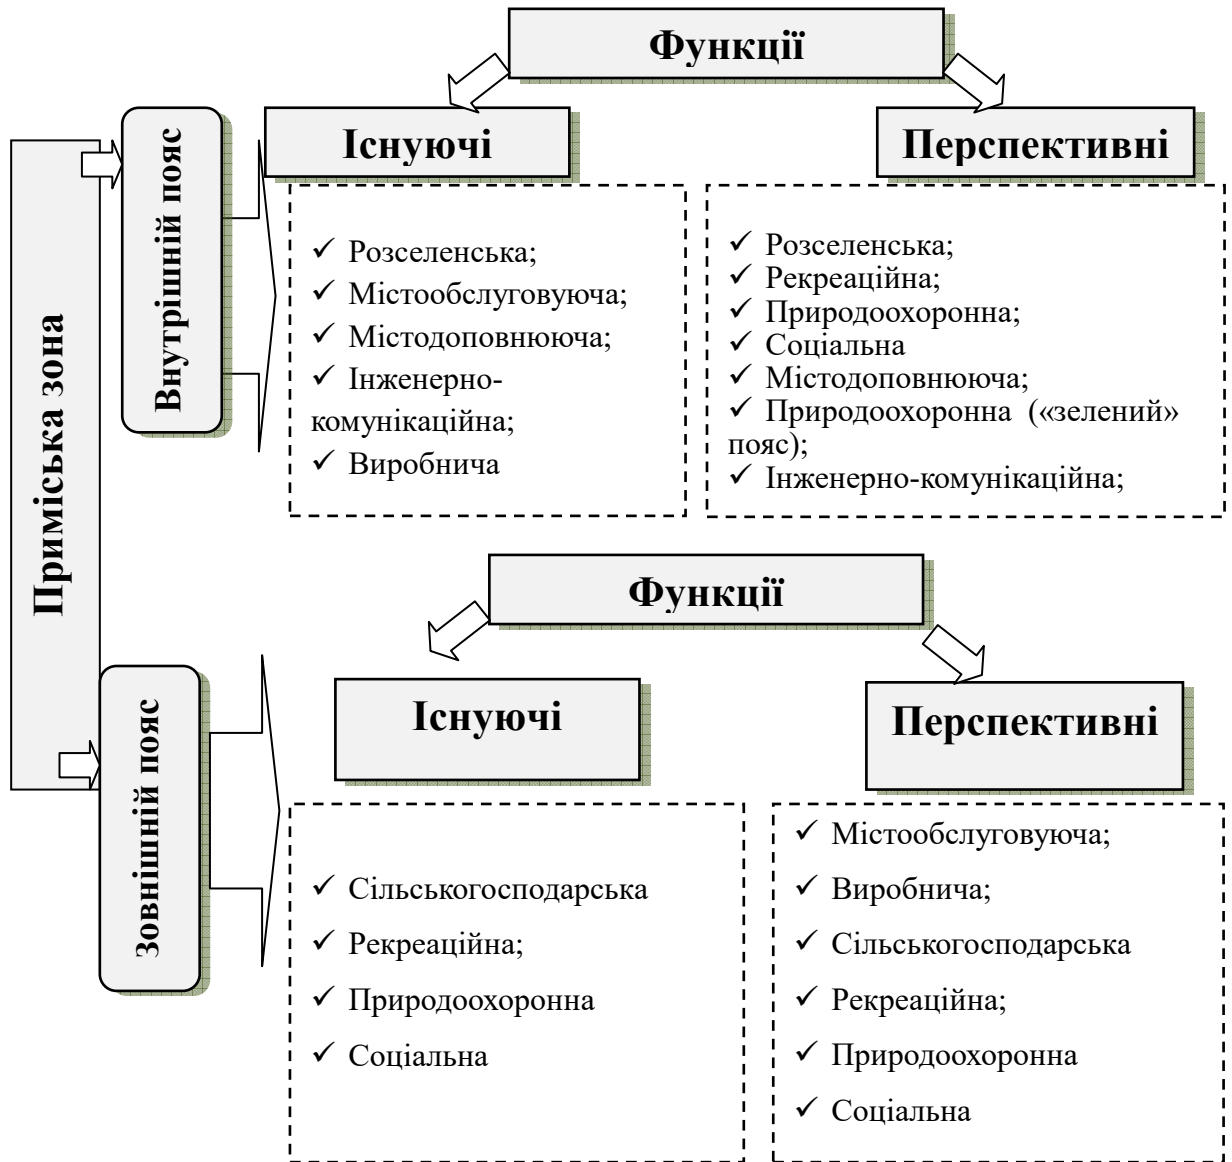 Функції
Існуючі
Перспективні
Приміська зона
Внутрішній пояс
✓ Розселенська;
✓ Містообслуговуюча;
✓ Містодоповнююча;
✓ Інженерно-
комунікаційна;
✓ Виробнича
✓ Розселенська;
✓ Рекреаційна;
✓ Природоохоронна;
✓ Соціальна
✓ Містодоповнююча;
✓ Природоохоронна («зелений»
пояс);
✓ Інженерно-комунікаційна;
Функції
Існуючі
Перспективні
Зовнішній пояс
✓ Сільськогосподарська
✓ Рекреаційна;
✓ Природоохоронна
✓ Соціальна
✓ Містообслуговуюча;
✓ Виробнича;
✓ Сільськогосподарська
✓ Рекреаційна;
✓ Природоохоронна
✓ Соціальна